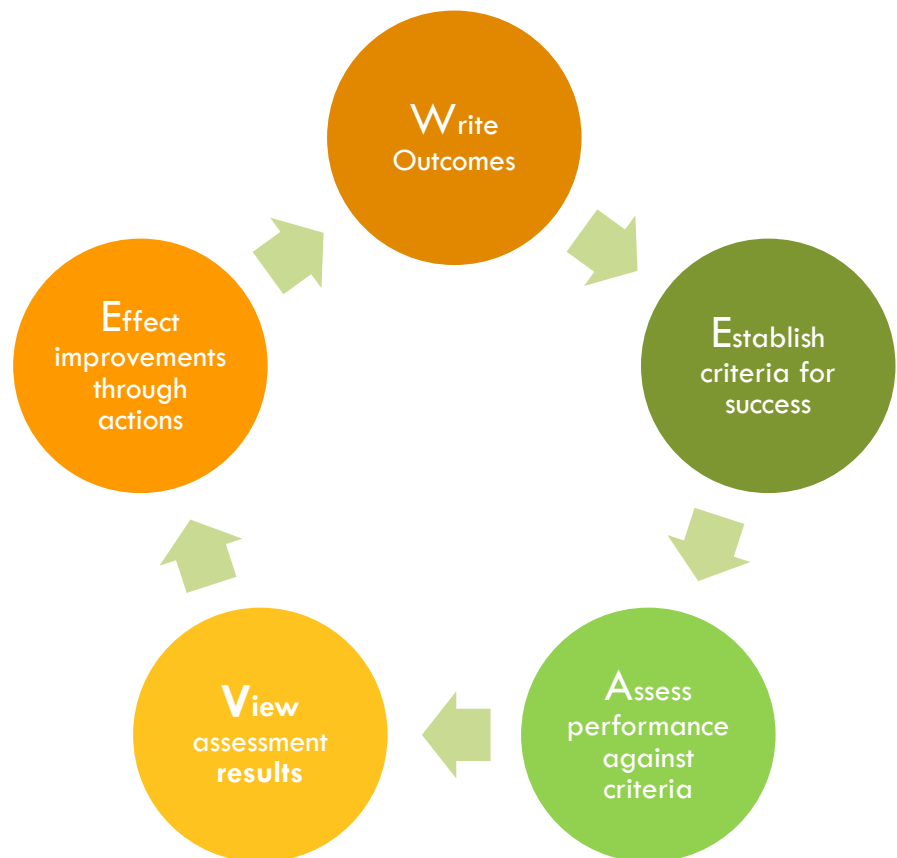 Write
Outcomes
Establish
criteria for
success
Assess
performance
against
criteria
View
assessment
results
Effect
improvements
through
actions